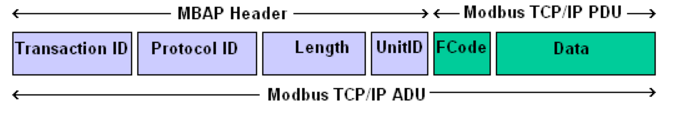 MBAP Header Modbus TCP/IP PDU
Transaction ID Protocol ID Length UnitID FCode Data
Modbus TCP/IP ADU